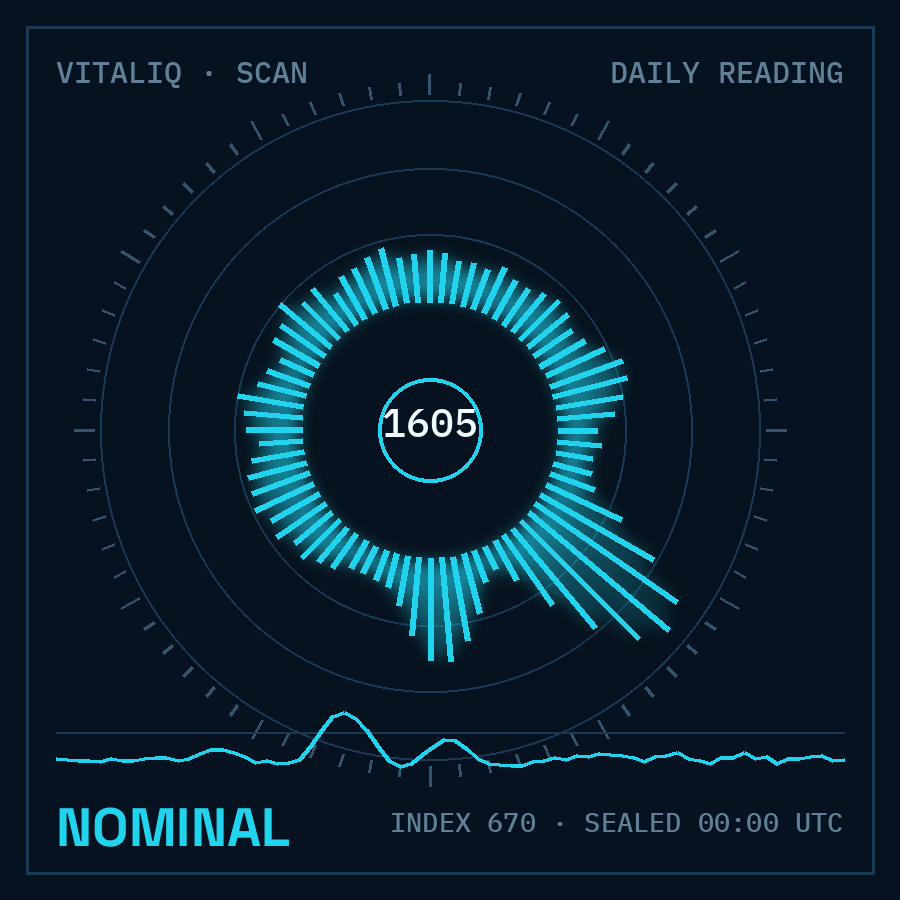 VITALIQ · SCAN
DAILY READING
1605
NOMINAL
INDEX 670 · SEALED 00:00 UTC